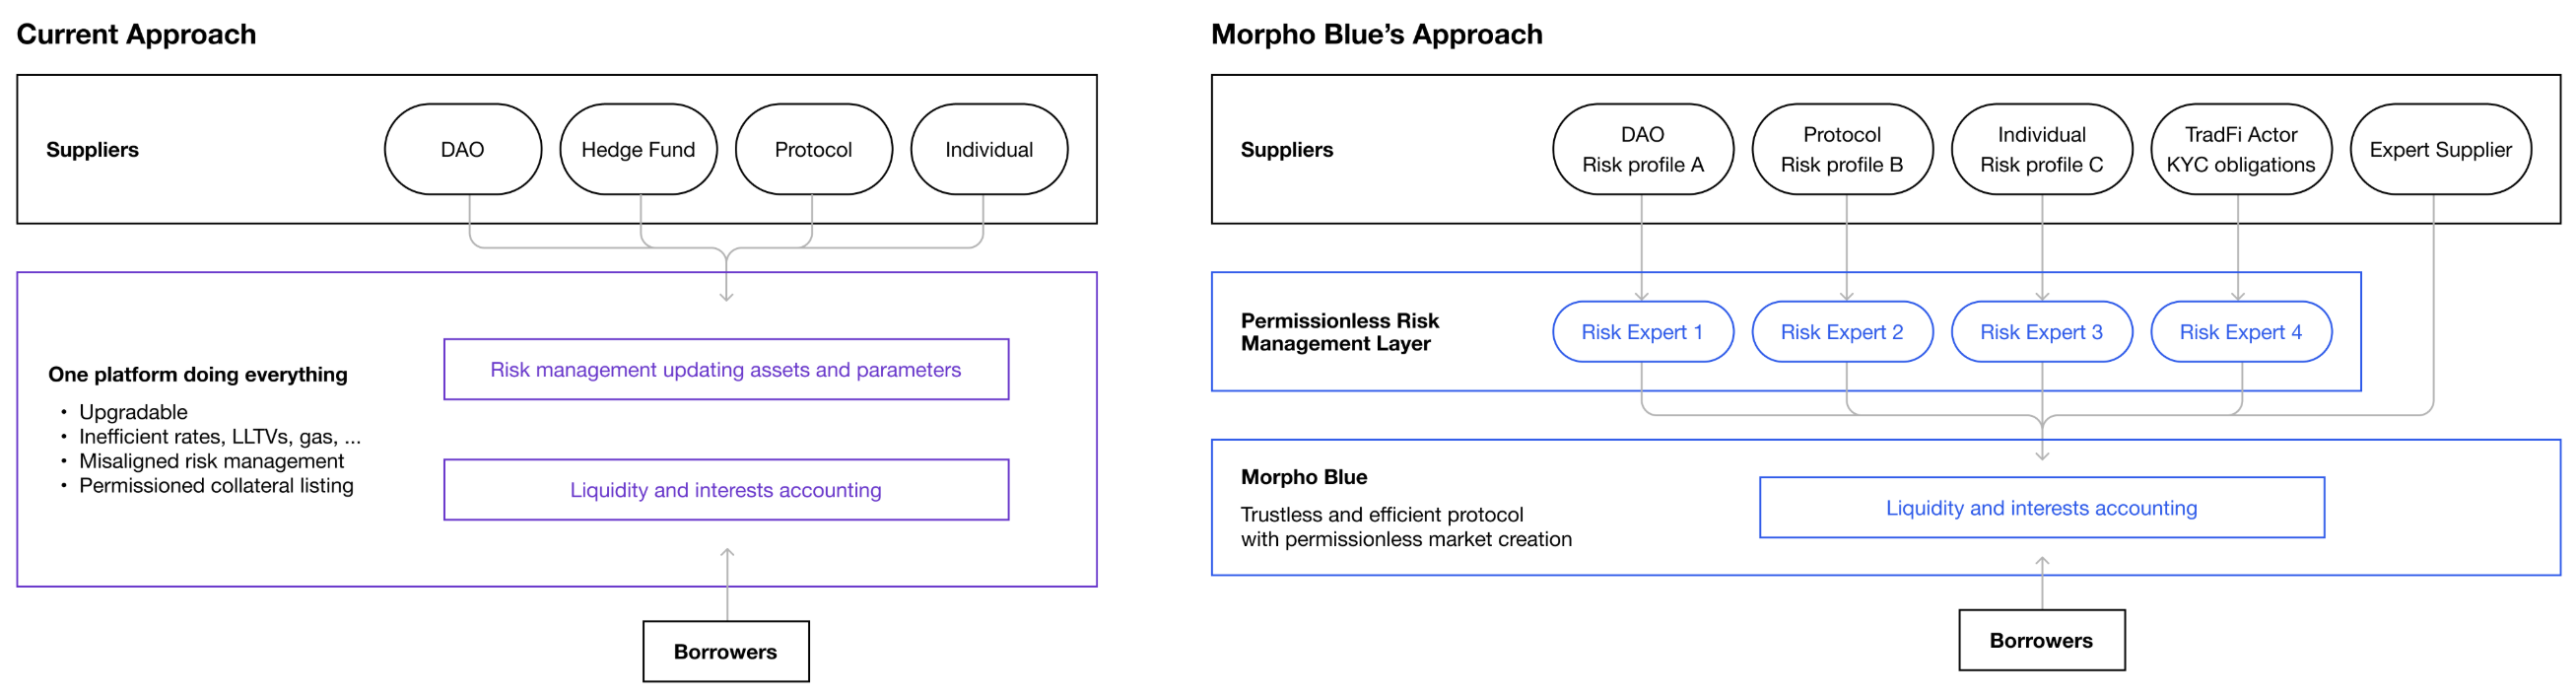 Current Approach
Suppliers
DAO
Hedge Fund
Protocol
Individual
One platform doing everything
• Upgradable
• Inefficient rates, LLTVs, gas, ...
• Misaligned risk management
• Permissioned collateral listing
Risk management updating assets and parameters
Liquidity and interests accounting
Borrowers
Morpho Blue’s Approach
Suppliers
DAO
Risk profile A
Protocol
Risk profile B
Individual
Risk profile C
TradFi Actor
KYC obligations
Expert Supplier
Permissionless Risk
Management Layer
Risk Expert 1
Risk Expert 2
Risk Expert 3
Risk Expert 4
Morpho Blue
Trustless and efficient protocol
with permissionless market creation
Liquidity and interests accounting
Borrowers